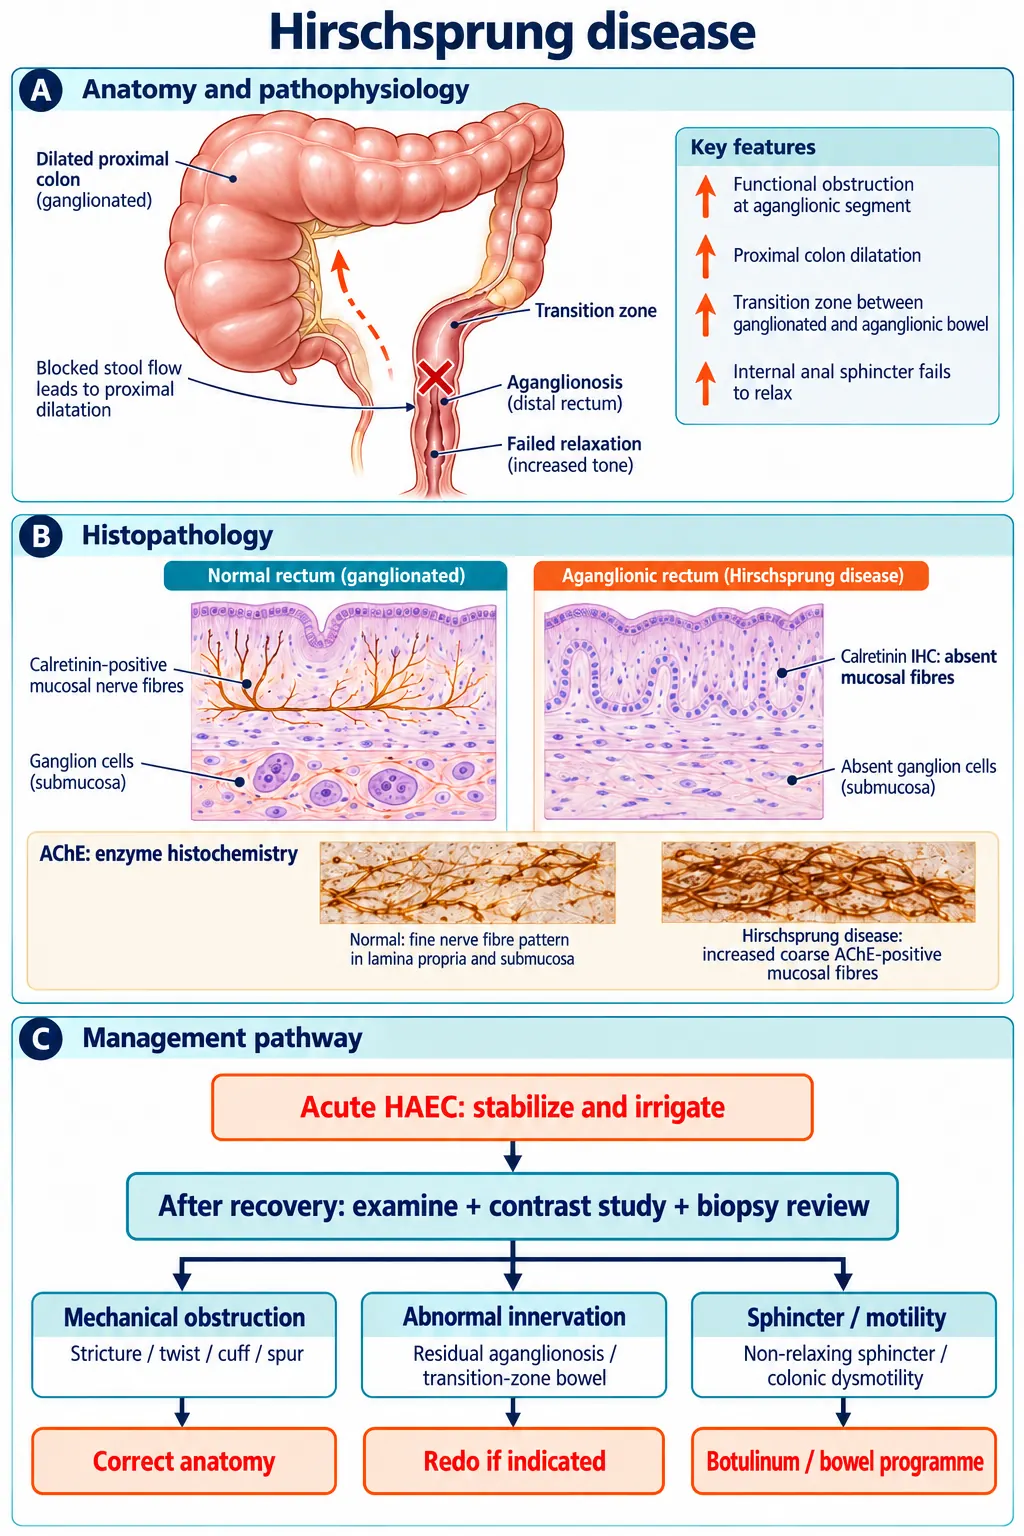 Hirschsprung disease
A
Anatomy and pathophysiology
Dilated proximal
colon
(ganglionated)
Blocked stool flow
leads to proximal
dilatation
Transition zone
Aganglionosis
(distal rectum)
Failed relaxation
(increased tone)
Key features
Functional obstruction
at aganglionic segment
Proximal colon dilatation
Transition zone between
ganglionated and aganglionic bowel
Internal anal sphincter fails
to relax
B
Histopathology
Normal rectum (ganglionated)
Calretinin-positive
mucosal nerve fibres
Ganglion cells
(submucosa)
Aganglionic rectum (Hirschsprung disease)
Calretinin IHC: absent
mucosal fibres
Absent ganglion cells
(submucosa)
AChE: enzyme histochemistry
Normal: fine nerve fibre pattern
in lamina propria and submucosa
Hirschsprung disease:
increased coarse AChE-positive
mucosal fibres
C
Management pathway
Acute HAEC: stabilize and irrigate
After recovery: examine + contrast study + biopsy review
Mechanical obstruction
Stricture / twist / cuff / spur
Correct anatomy
Abnormal innervation
Residual aganglionosis /
transition-zone bowel
Redo if indicated
Sphincter / motility
Non-relaxing sphincter /
colonic dysmotility
Botulinum / bowel programme